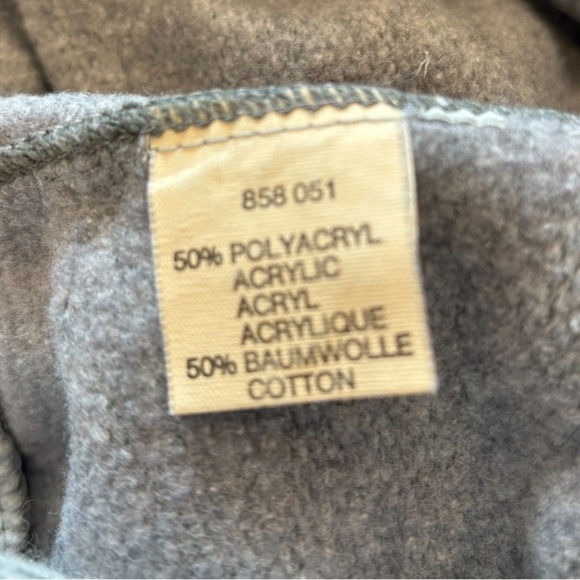 858 051
50% POLYACRYL
ACRYLIC
ACRYL
ACRYLIQUE
50% BAUMWOLLE
COTTON